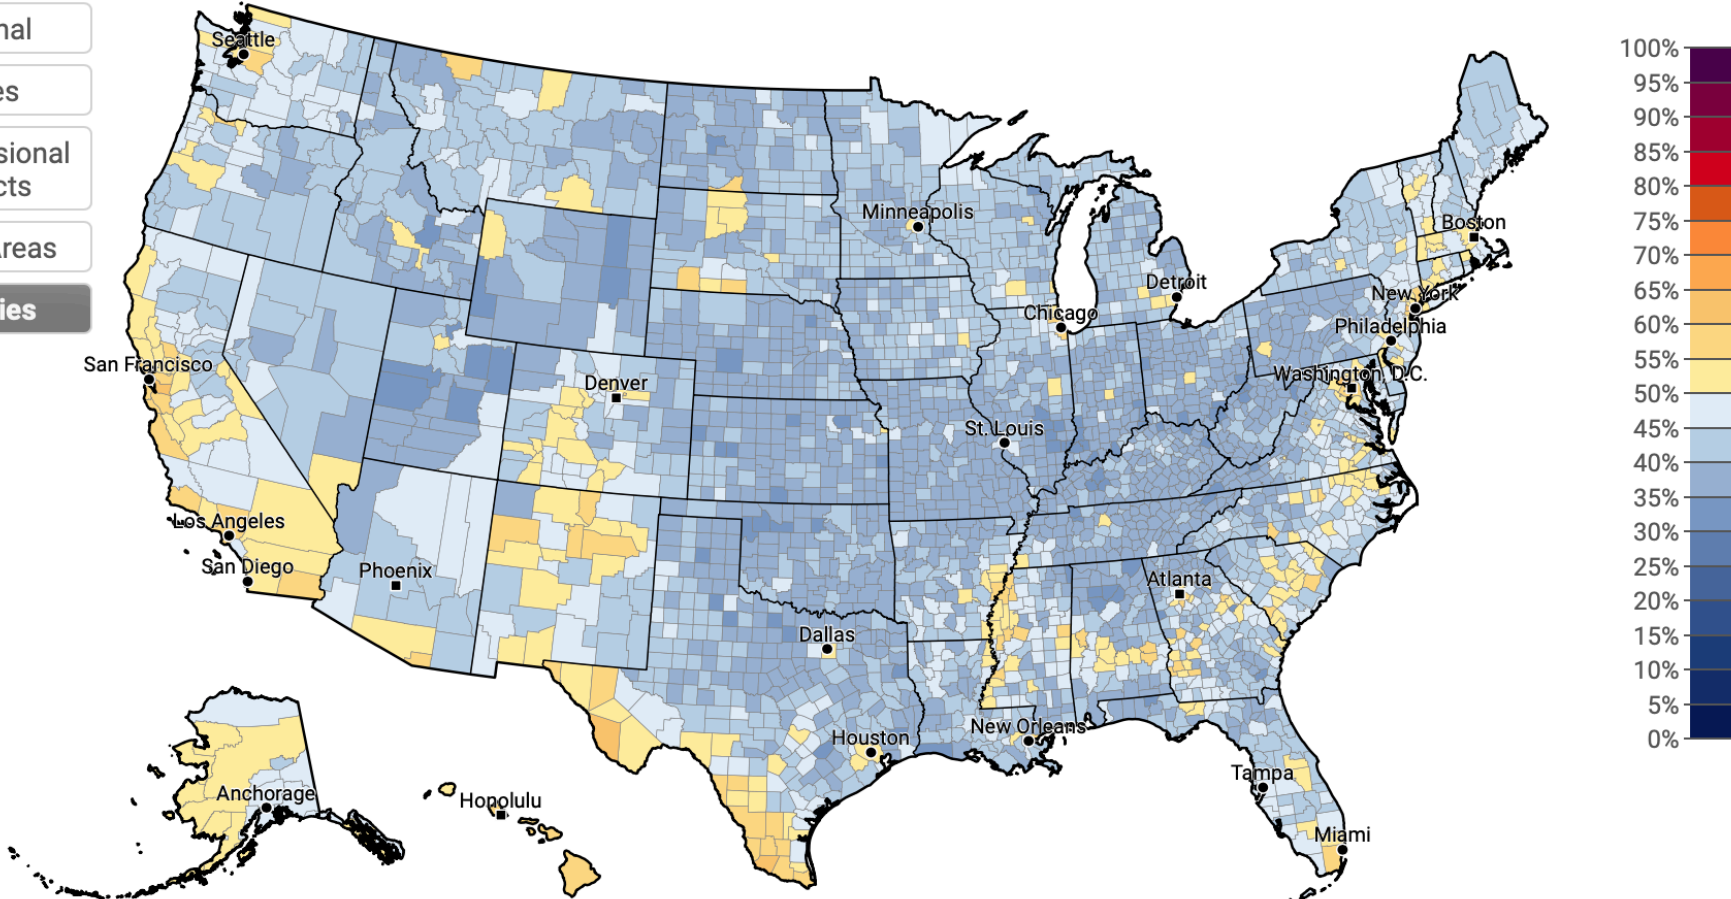 nal
es
sional
cts
Areas
ies
Seattle
Minneapolis
Boston
Detroit
New York
Chicago
Philadelphia
San Francisco
Washington, D.C.
Denver
St. Louis
Los Angeles
San Diego
Phoenix
Atlanta
Dallas
New Orleans
Houston
Tampa
Anchorage
Honolulu
Miami
100%
95%
90%
85%
80%
75%
70%
65%
60%
55%
50%
45%
40%
35%
30%
25%
20%
15%
10%
5%
0%